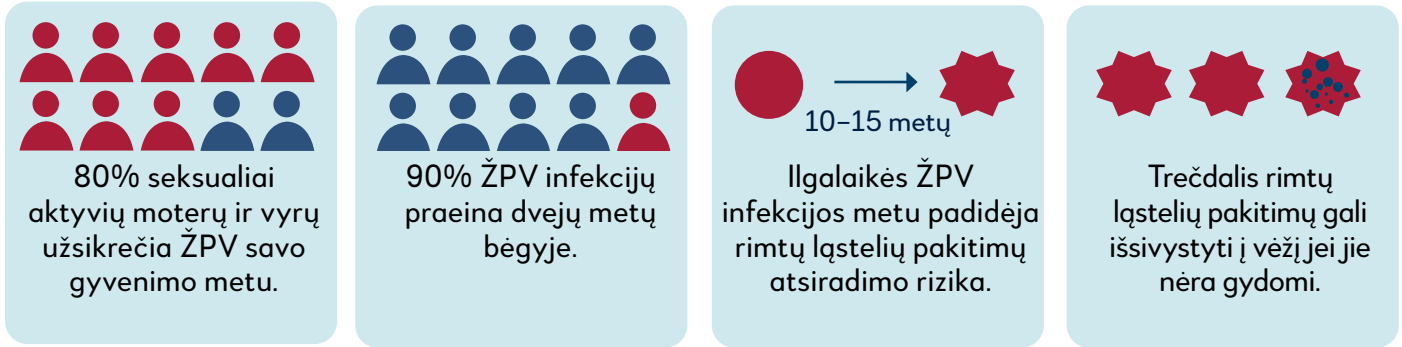 80% seksualiai
aktyvių moterų ir vyrų
užsikrečia ŽPV savo
gyvenimo metu.
90% ŽPV infekcijų
praeina dvejų metų
bėgyje.
10–15 metų
Ilgalaikės ŽPV
infekcijos metu padidėja
rimtų ląstelių pakitimų
atsiradimo rizika.
Trečdalis rimtų
ląstelių pakitimų gali
išsivystyti į vėžį jei jie
nėra gydomi.